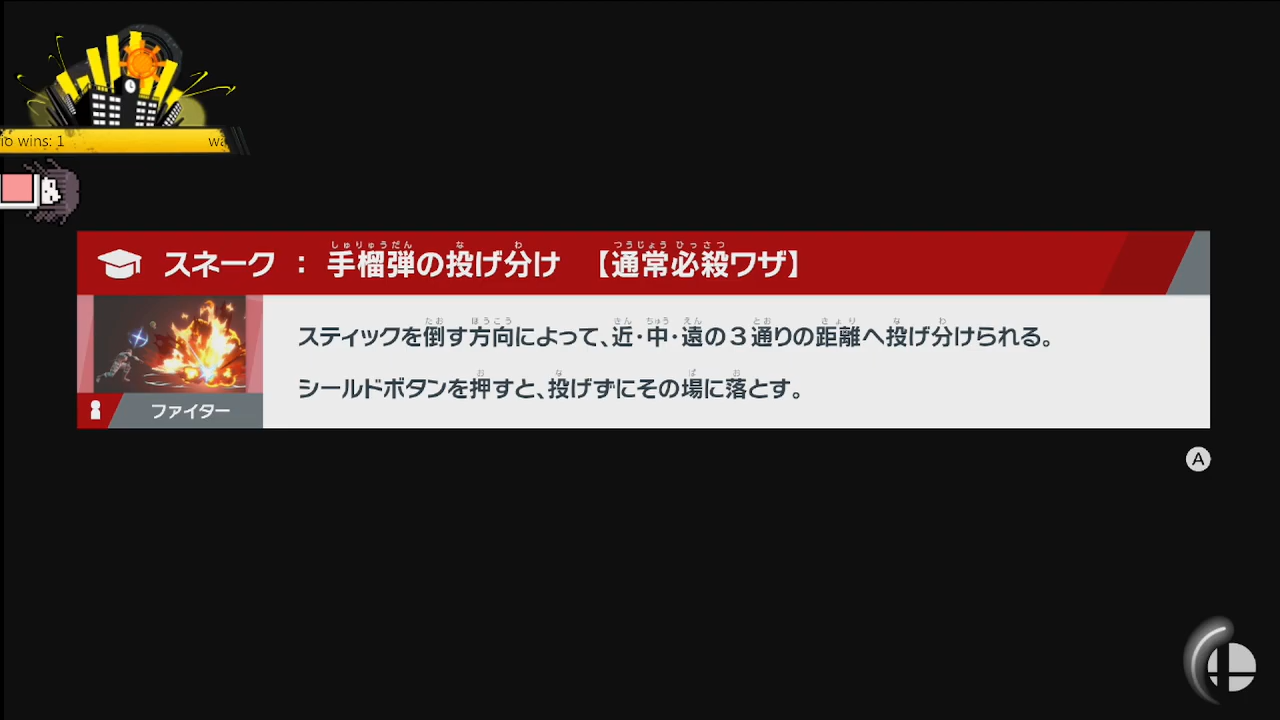 io wins: 1 wa
スネーク : 手榴弾の投げ分け 【通常必殺ワザ】
スティックを倒す方向によって、近・中・遠の3通りの距離へ投げ分けられる。
シールドボタンを押すと、投げずにその場に落とす。
ファイター
A